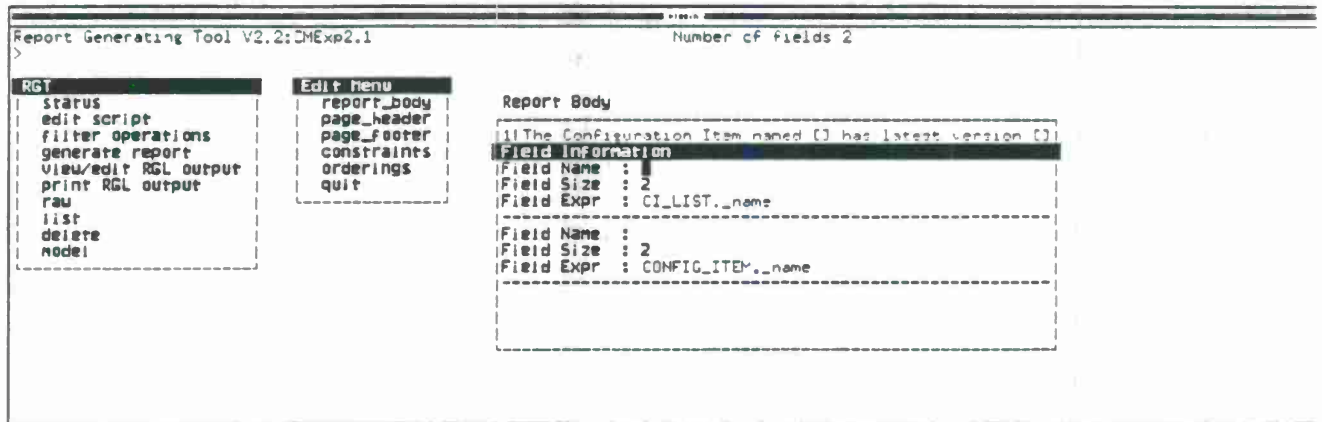 Report Generating Tool V2.2:CMExp2.1
Number of fields 2
>
RGT
status
edit script
filter operations
generate report
view/edit RGL output
print RGL output
raw
list
delete
model
Edit Menu
report_body
page_header
page_footer
constraints
orderings
quit
Report Body
1|The Configuration Item named [] has latest version []
Field Information
Field Name :
Field Size : 2
Field Expr : CI_LIST._name
Field Name :
Field Size : 2
Field Expr : CONFIG_ITEM._name